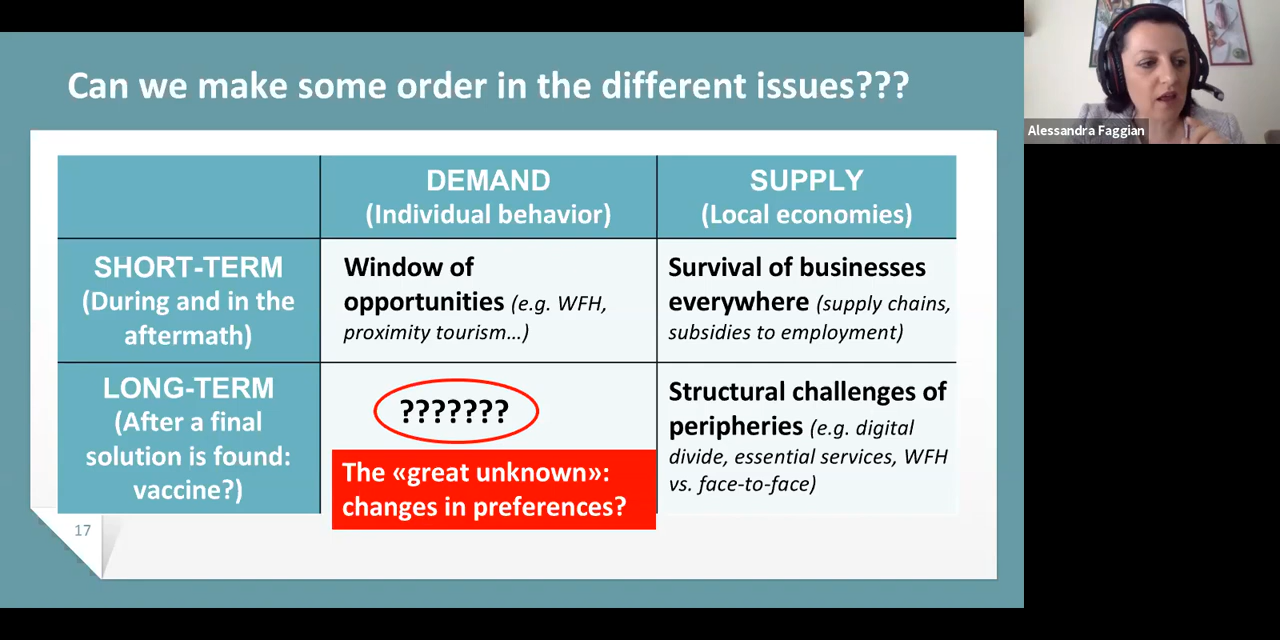 Can we make some order in the different issues???
Alessandra Faggian
DEMAND
(Individual behavior)
SUPPLY
(Local economies)
SHORT-TERM
(During and in the
aftermath)
Window of
opportunities (e.g. WFH,
proximity tourism...)
Survival of businesses
everywhere (supply chains,
subsidies to employment)
LONG-TERM
(After a final
solution is found:
vaccine?)
???????
The «great unknown»:
changes in preferences?
Structural challenges of
peripheries (e.g. digital
divide, essential services, WFH
vs. face-to-face)
17